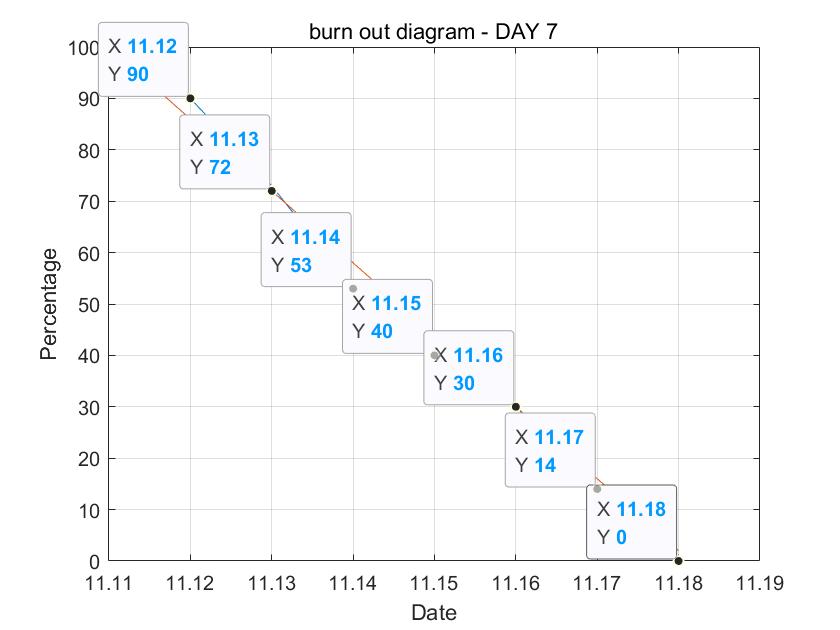 burn out diagram - DAY 7
100
90
80
70
60
50
40
30
20
10
0
Percentage
X 11.12
Y 90
X 11.13
Y 72
X 11.14
Y 53
X 11.15
Y 40
X 11.16
Y 30
X 11.17
Y 14
X 11.18
Y 0
11.11 11.12 11.13 11.14 11.15 11.16 11.17 11.18 11.19
Date